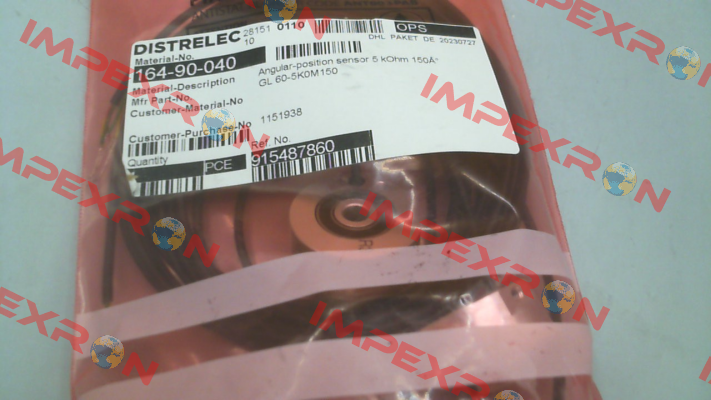 DISTRELEC
28151 0110
10
OPS
DHL PAKET DE 20230727
Material-No.
164-90-040
Material-Description
Angular-position sensor 5 kOhm 150Â°
Mfr Part-No.
GL 60-5K0M150
Customer-Material-No
Customer-Purchase-No 1151938
Quantity
PCE
Ref. No.
915487860
R
IMPEXRON
IMPEXRON
IMPEXRON
IMPEXRON
IMPEXRON
IMPEXRON